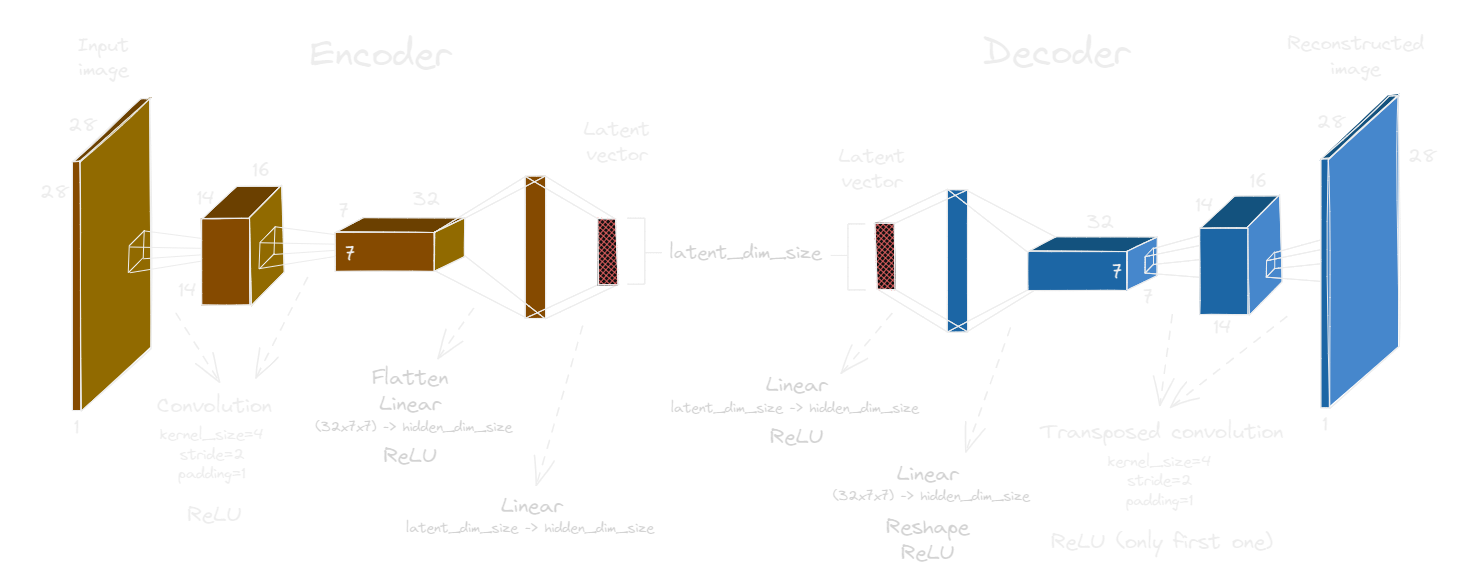 Input
image
Encoder
28
28
1
14
16
14
7
32
7
Latent
vector
latent_dim_size
Convolution
kernel_size=4
stride=2
padding=1
ReLU
Flatten
Linear
(32x7x7) -> hidden_dim_size
ReLU
Linear
latent_dim_size -> hidden_dim_size
Decoder
Latent
vector
32
7
7
14
16
14
Reconstructed
image
28
28
1
Linear
latent_dim_size -> hidden_dim_size
ReLU
Linear
(32x7x7) -> hidden_dim_size
Reshape
ReLU
Transposed convolution
kernel_size=4
stride=2
padding=1
ReLU (only first one)